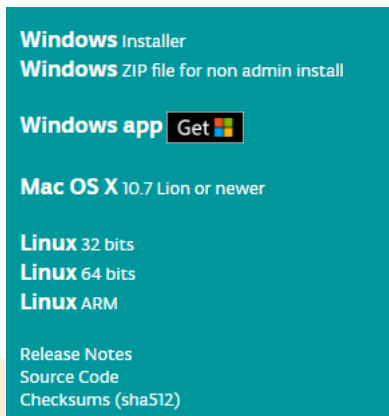 Windows Installer
Windows ZIP file for non admin install
Windows app Get
Mac OS X 10.7 Lion or newer
Linux 32 bits
Linux 64 bits
Linux ARM
Release Notes
Source Code
Checksums (sha512)